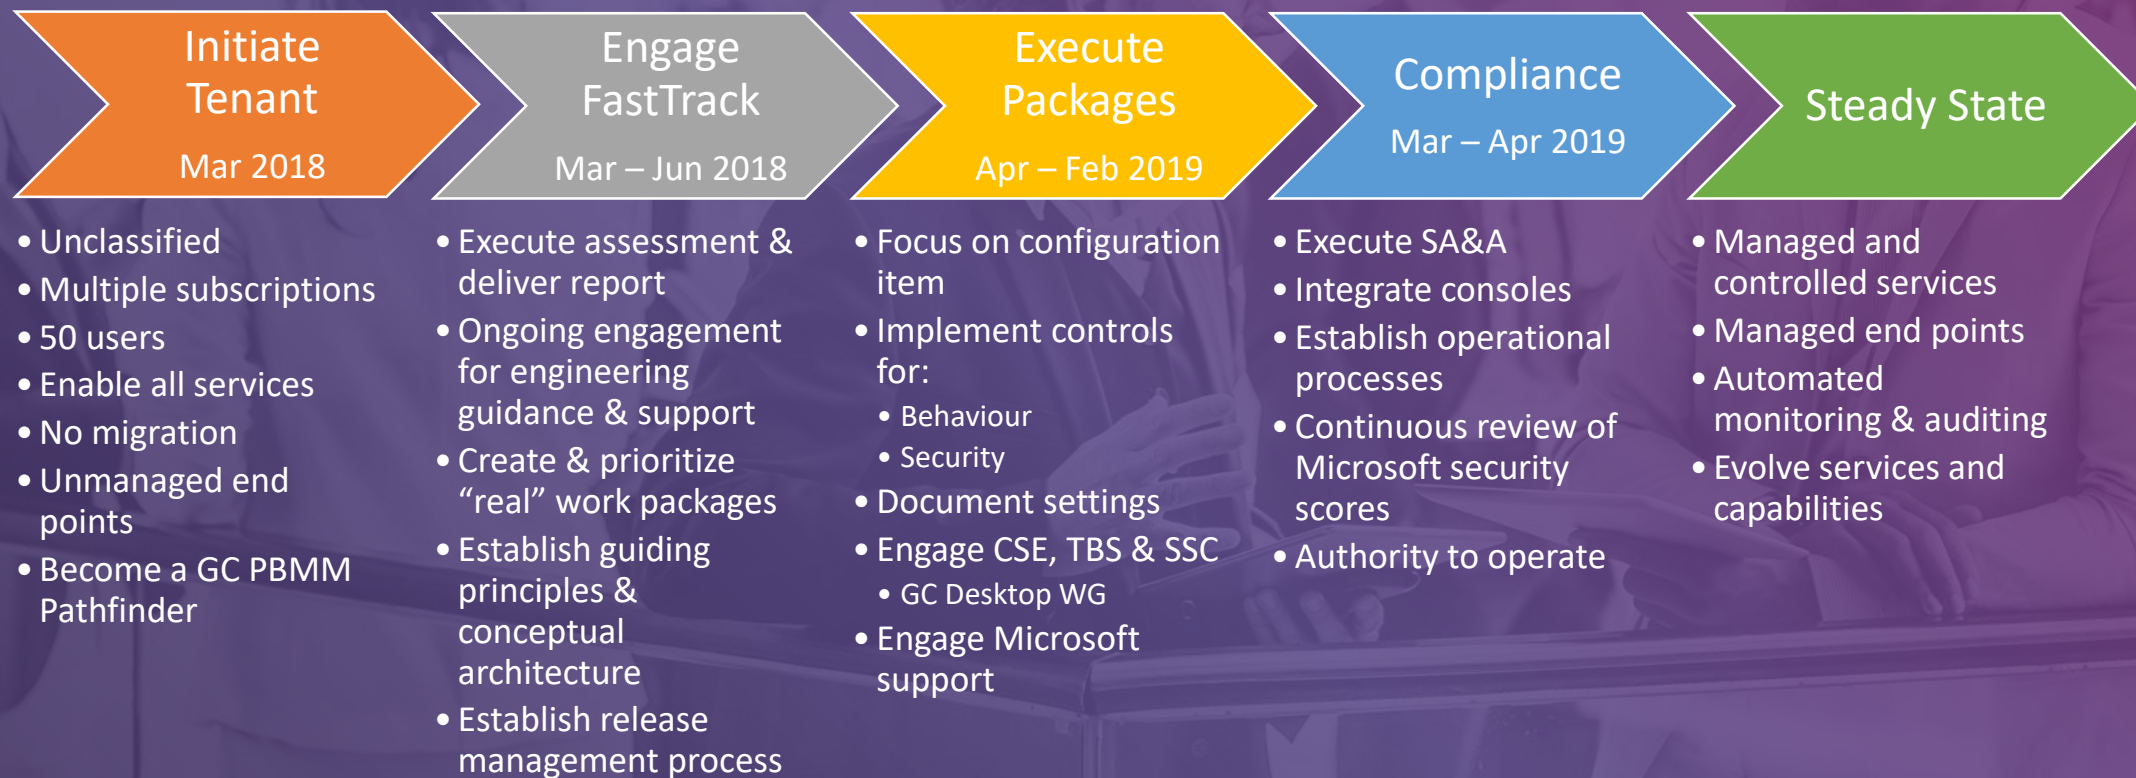 Initiate
Tenant
Mar 2018
• Unclassified
• Multiple subscriptions
• 50 users
• Enable all services
• No migration
• Unmanaged end
points
• Become a GC PBMM
Pathfinder
Engage
FastTrack
Mar – Jun 2018
• Execute assessment &
deliver report
• Ongoing engagement
for engineering
guidance & support
• Create & prioritize
“real” work packages
• Establish guiding
principles &
conceptual
architecture
• Establish release
management process
Execute
Packages
Apr – Feb 2019
• Focus on configuration
item
• Implement controls
for:
• Behaviour
• Security
• Document settings
• Engage CSE, TBS & SSC
• GC Desktop WG
• Engage Microsoft
support
Compliance
Mar – Apr 2019
• Execute SA&A
• Integrate consoles
• Establish operational
processes
• Continuous review of
Microsoft security
scores
• Authority to operate
Steady State
• Managed and
controlled services
• Managed end points
• Automated
monitoring & auditing
• Evolve services and
capabilities